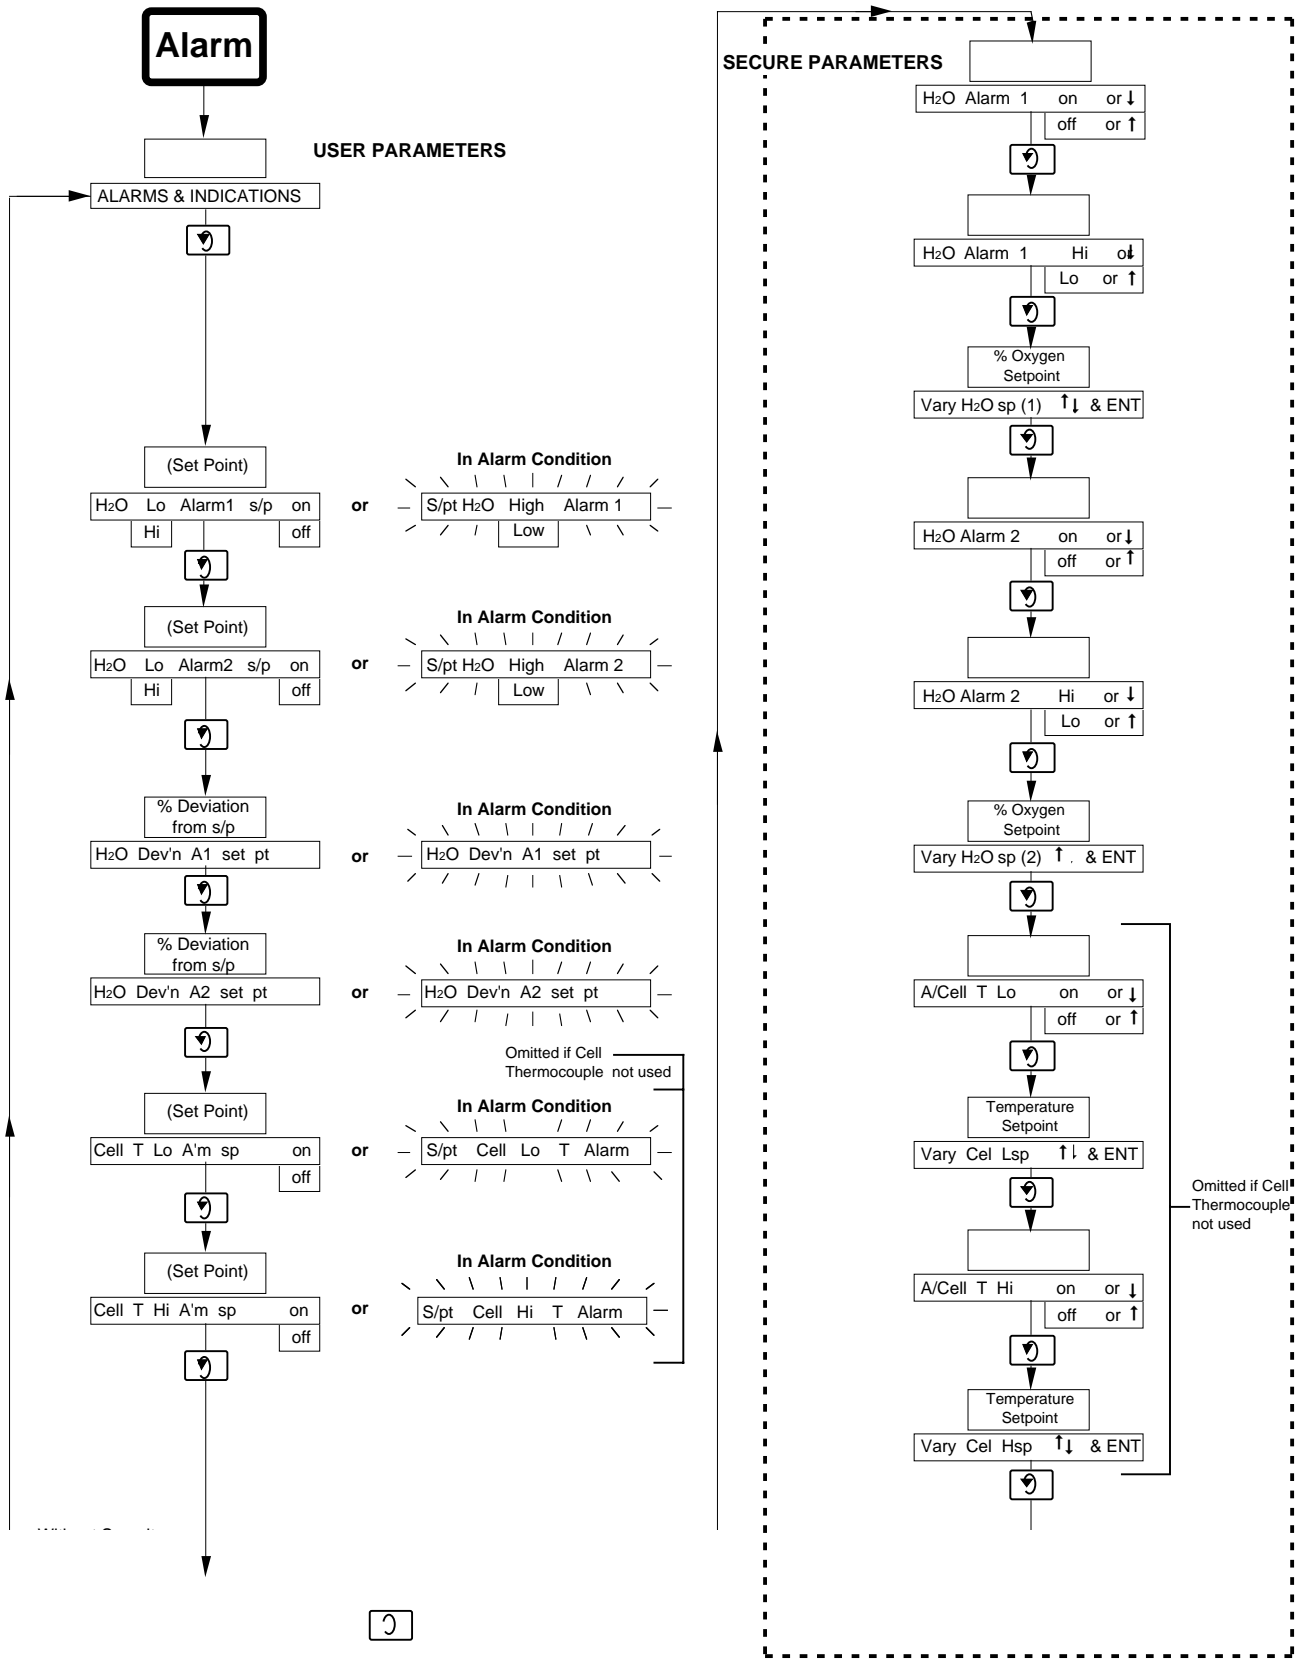 Alarm
USER PARAMETERS
ALARMS & INDICATIONS
(Set Point)
H2O Lo Alarm1 s/p on
Hi off
or
In Alarm Condition
S/pt H2O High Alarm 1
Low
(Set Point)
H2O Lo Alarm2 s/p on
Hi off
or
In Alarm Condition
S/pt H2O High Alarm 2
Low
% Deviation
from s/p
H2O Dev'n A1 set pt
or
In Alarm Condition
H2O Dev'n A1 set pt
% Deviation
from s/p
H2O Dev'n A2 set pt
or
In Alarm Condition
H2O Dev'n A2 set pt
Omitted if Cell
Thermocouple not used
(Set Point)
Cell T Lo A'm sp on
off
or
In Alarm Condition
S/pt Cell Lo T Alarm
(Set Point)
Cell T Hi A'm sp on
off
or
In Alarm Condition
S/pt Cell Hi T Alarm
SECURE PARAMETERS
H2O Alarm 1 on or ↓
off or ↑
H2O Alarm 1 Hi or ↓
Lo or ↑
% Oxygen
Setpoint
Vary H2O sp (1) ↑↓ & ENT
H2O Alarm 2 on or ↓
off or ↑
H2O Alarm 2 Hi or ↓
Lo or ↑
% Oxygen
Setpoint
Vary H2O sp (2) ↑ & ENT
A/Cell T Lo on or ↓
off or ↑
Temperature
Setpoint
Vary Cel Lsp ↑↓ & ENT
A/Cell T Hi on or ↓
off or ↑
Temperature
Setpoint
Vary Cel Hsp ↑↓ & ENT
Omitted if Cell
Thermocouple
not used